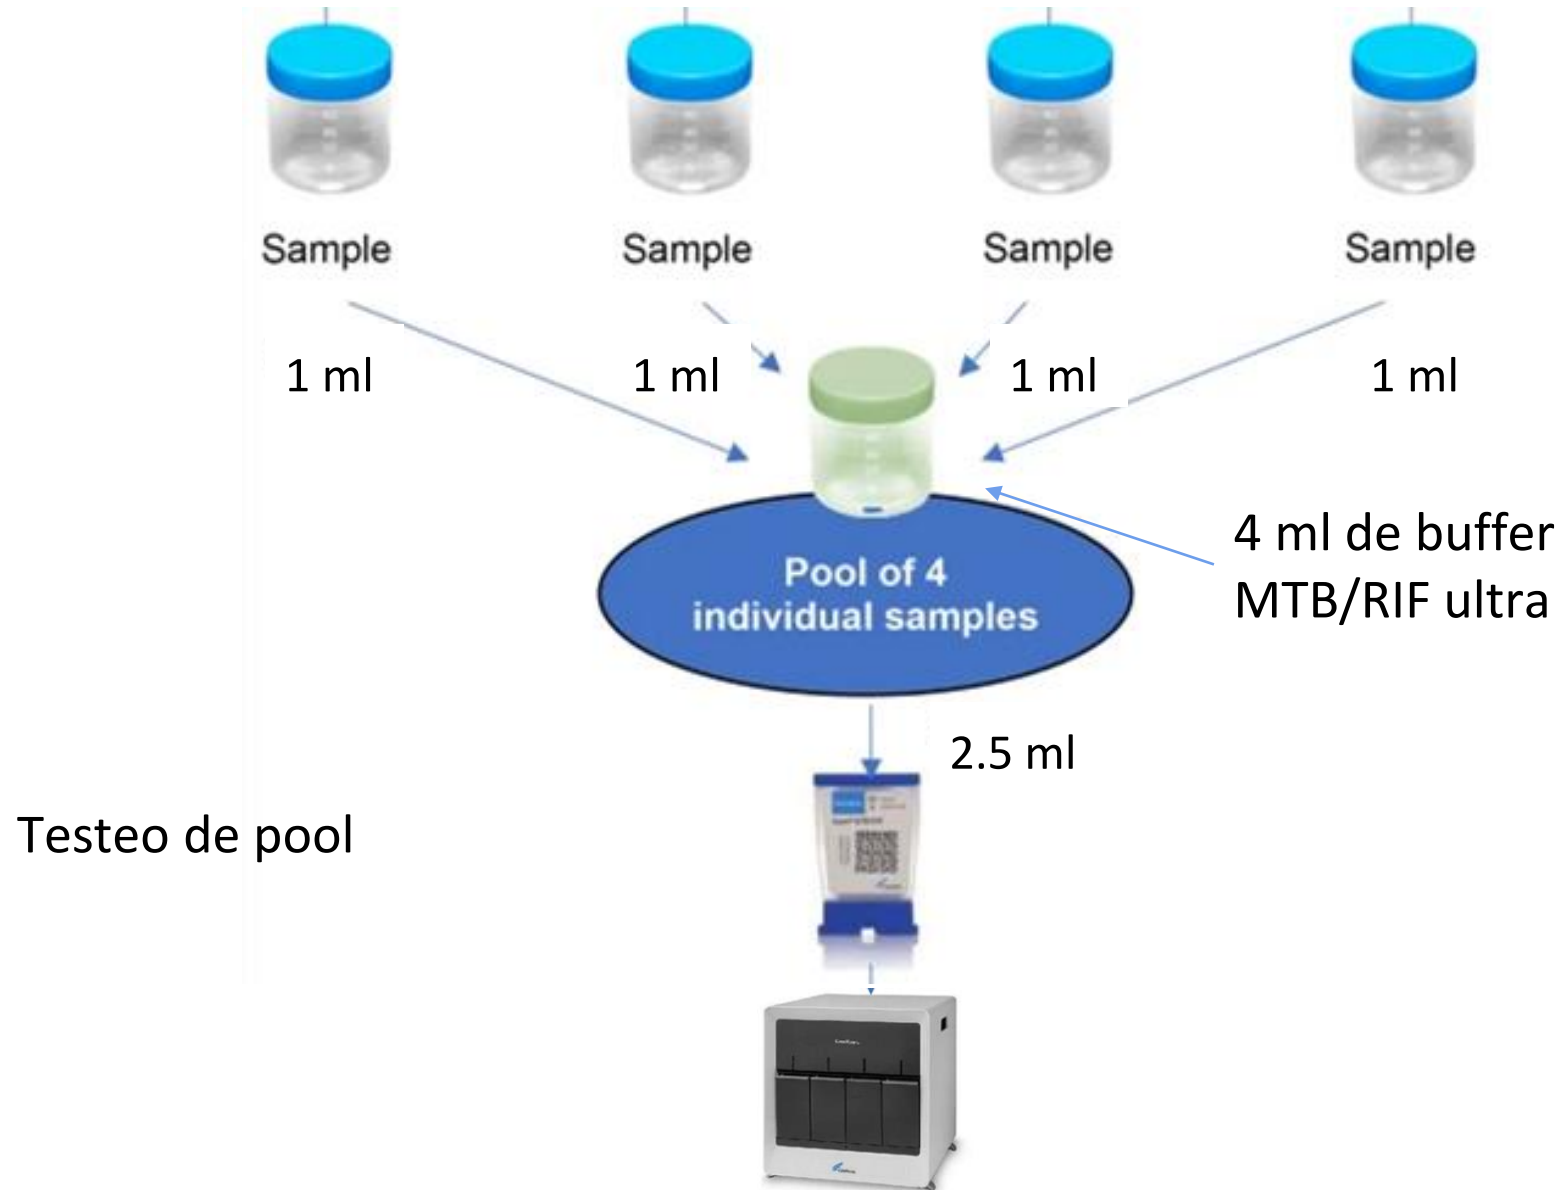 Sample Sample Sample Sample
1 ml 1 ml 1 ml 1 ml
4 ml de buffer
MTB/RIF ultra
Pool of 4
individual samples
2.5 ml
Testeo de pool